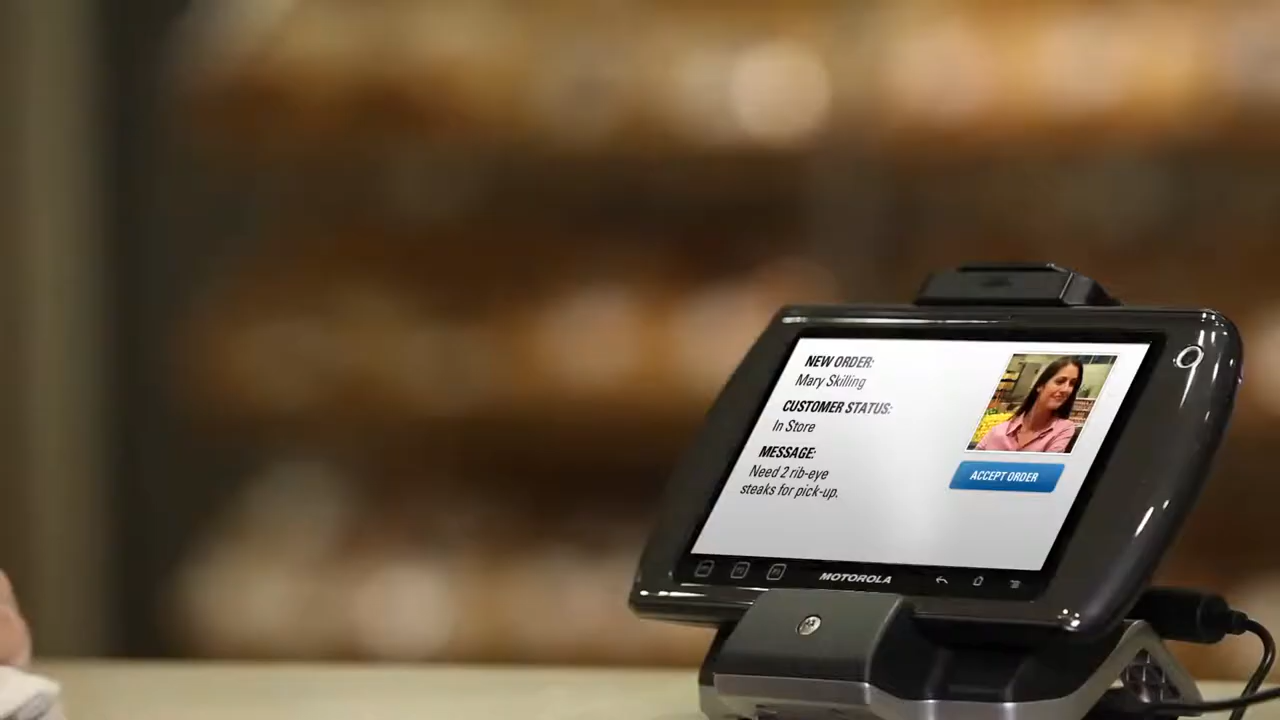 NEW ORDER:
Mary Skilling
CUSTOMER STATUS:
In Store
MESSAGE:
Need 2 rib-eye
steaks for pick-up.
ACCEPT ORDER
MOTOROLA